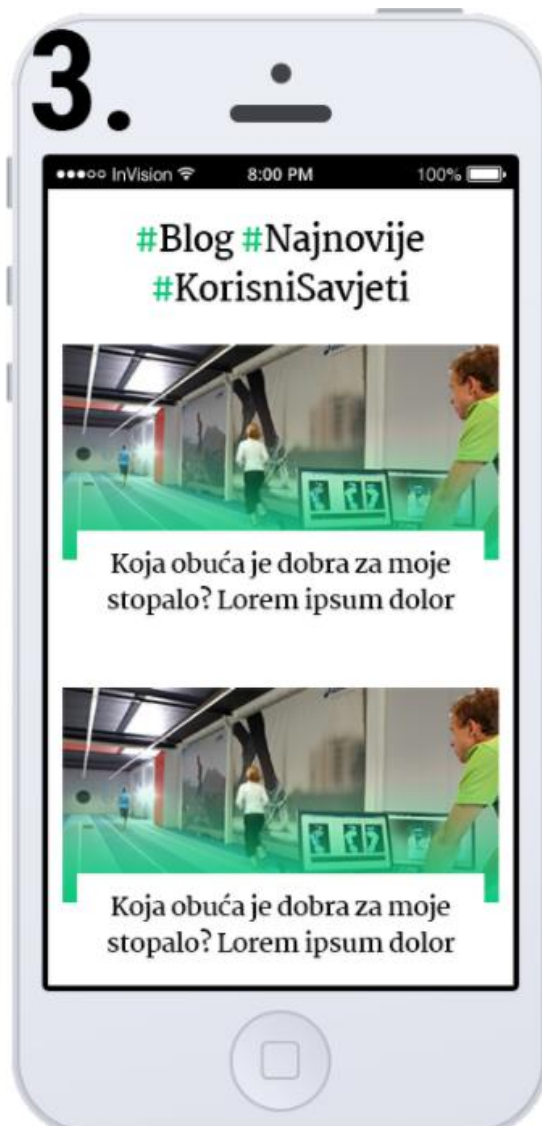 3.
InVision 8:00 PM 100%
#Blog #Najnovije
#KorisniSavjeti
Koja obuća je dobra za moje
stopalo? Lorem ipsum dolor
Koja obuća je dobra za moje
stopalo? Lorem ipsum dolor